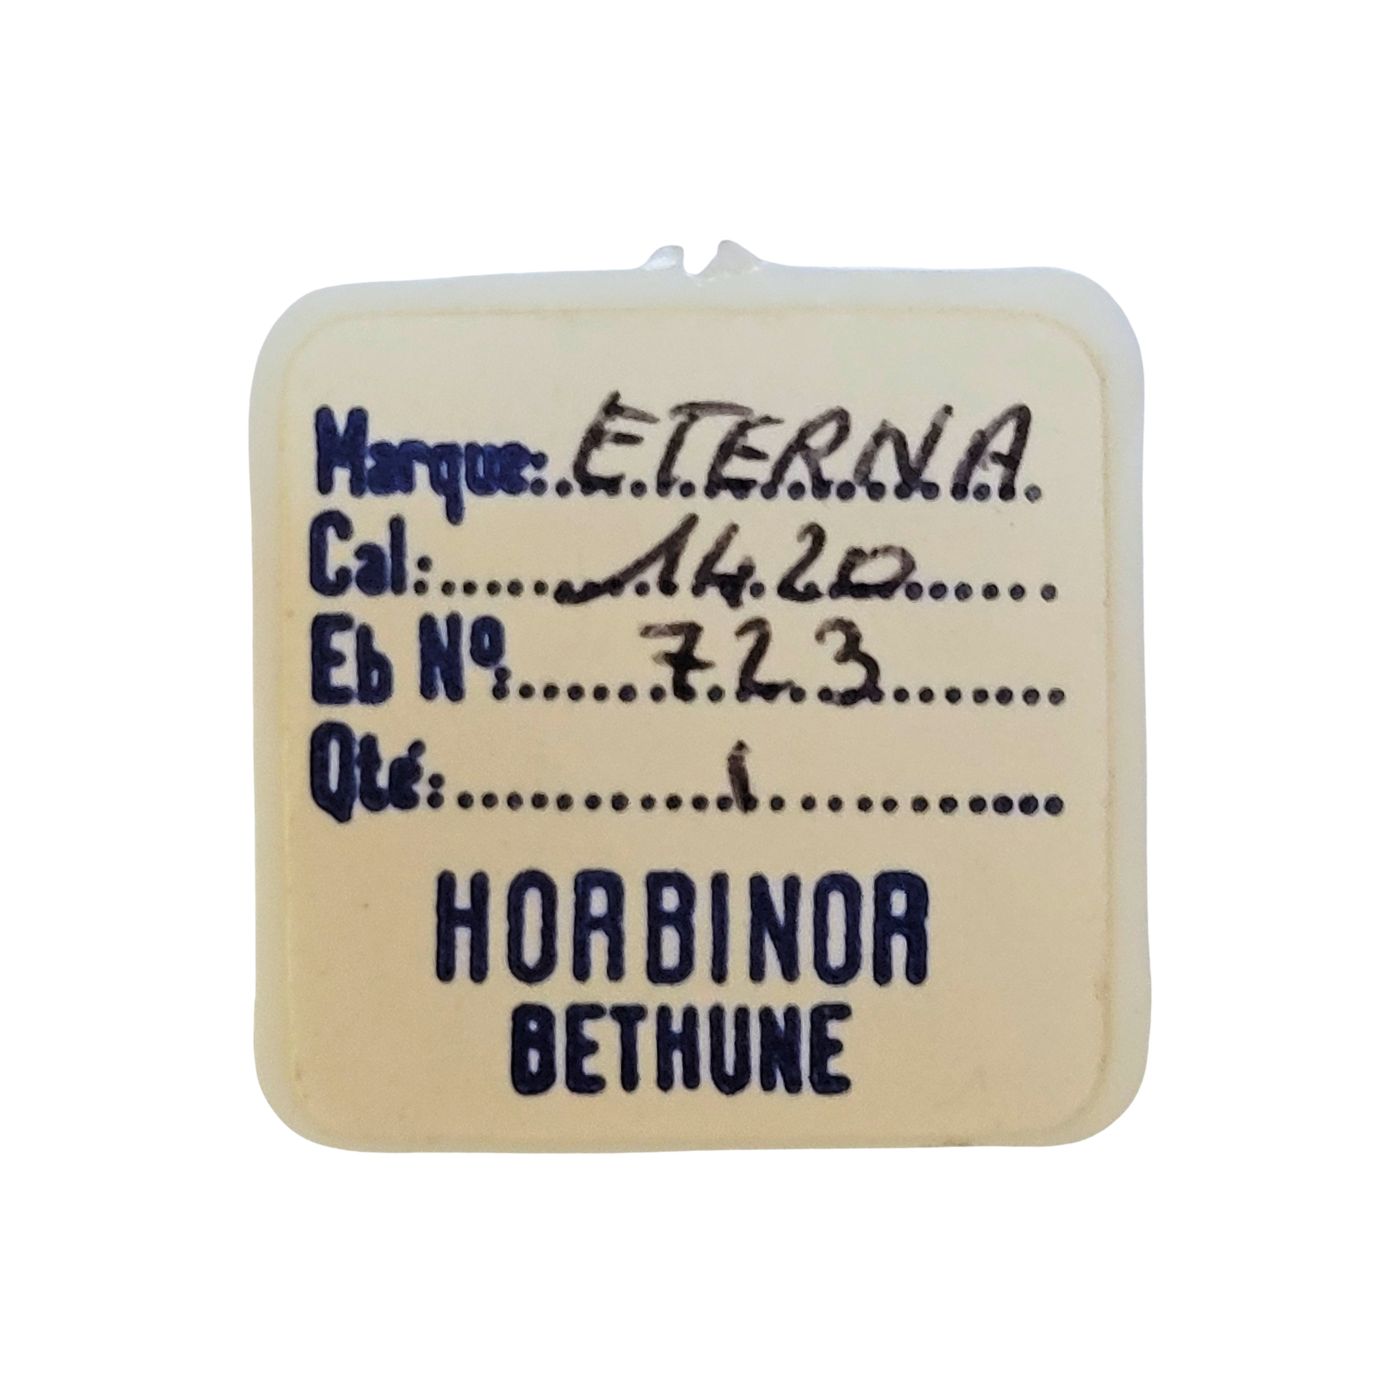 Marque: ETERNA
Cal: 1420
Eb Nº: 723
Qté: 1
HORBINOR
BETHUNE